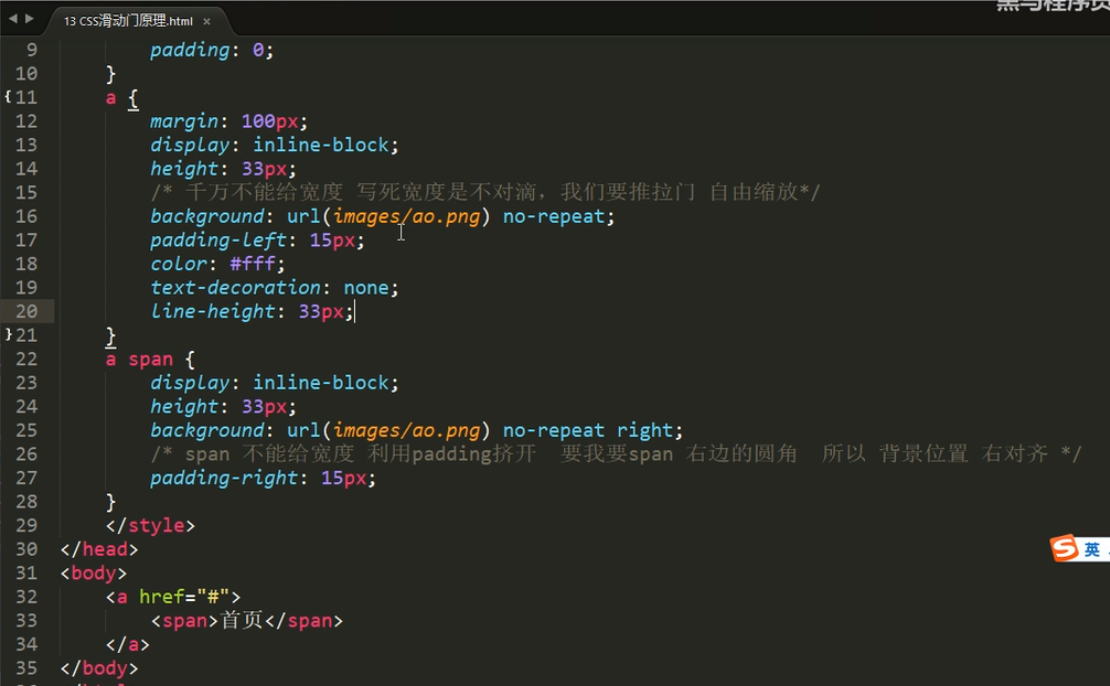 黑马程序员
13 CSS滑动门原理.html ×
9 padding: 0;
10 }
11 a {
12 margin: 100px;
13 display: inline-block;
14 height: 33px;
15 /* 千万不能给宽度 写死宽度是不对滴，我们要推拉门 自由缩放*/
16 background: url(images/ao.png) no-repeat;
17 padding-left: 15px;
18 color: #fff;
19 text-decoration: none;
20 line-height: 33px;
21 }
22 a span {
23 display: inline-block;
24 height: 33px;
25 background: url(images/ao.png) no-repeat right;
26 /* span 不能给宽度 利用padding挤开 要我要span 右边的圆角 所以 背景位置 右对齐 */
27 padding-right: 15px;
28 }
29 </style>
30 </head>
31 <body>
32 <a href="#">
33 <span>首页</span>
34 </a>
35 </body>
S 英